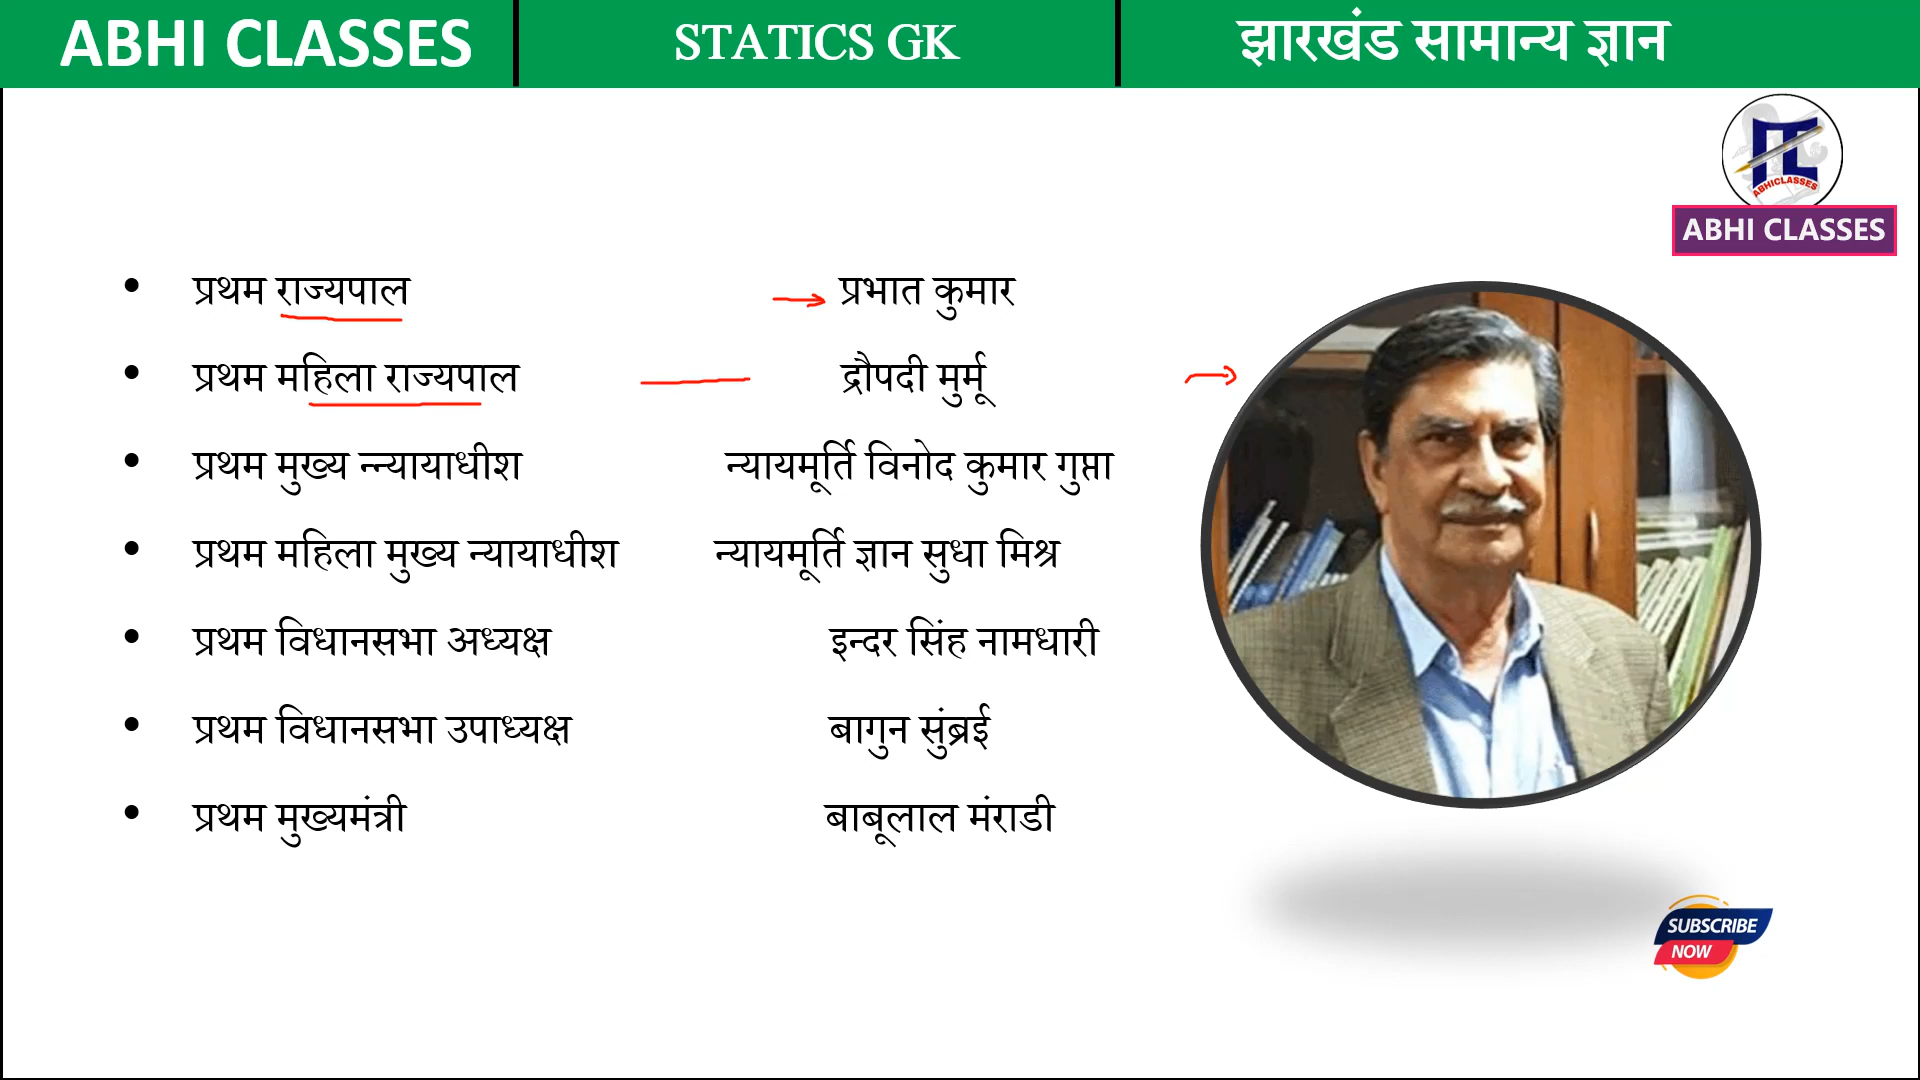 ABHI CLASSES STATICS GK झारखंड सामान्य ज्ञान
ABHICLASSES
ABHI CLASSES
• प्रथम राज्यपाल प्रभात कुमार
• प्रथम महिला राज्यपाल द्रौपदी मुर्मू
• प्रथम मुख्य न्न्यायाधीश न्यायमूर्ति विनोद कुमार गुप्ता
• प्रथम महिला मुख्य न्यायाधीश न्यायमूर्ति ज्ञान सुधा मिश्र
• प्रथम विधानसभा अध्यक्ष इन्दर सिंह नामधारी
• प्रथम विधानसभा उपाध्यक्ष बागुन सुंब्रई
• प्रथम मुख्यमंत्री बाबूलाल मंराडी
SUBSCRIBE
NOW